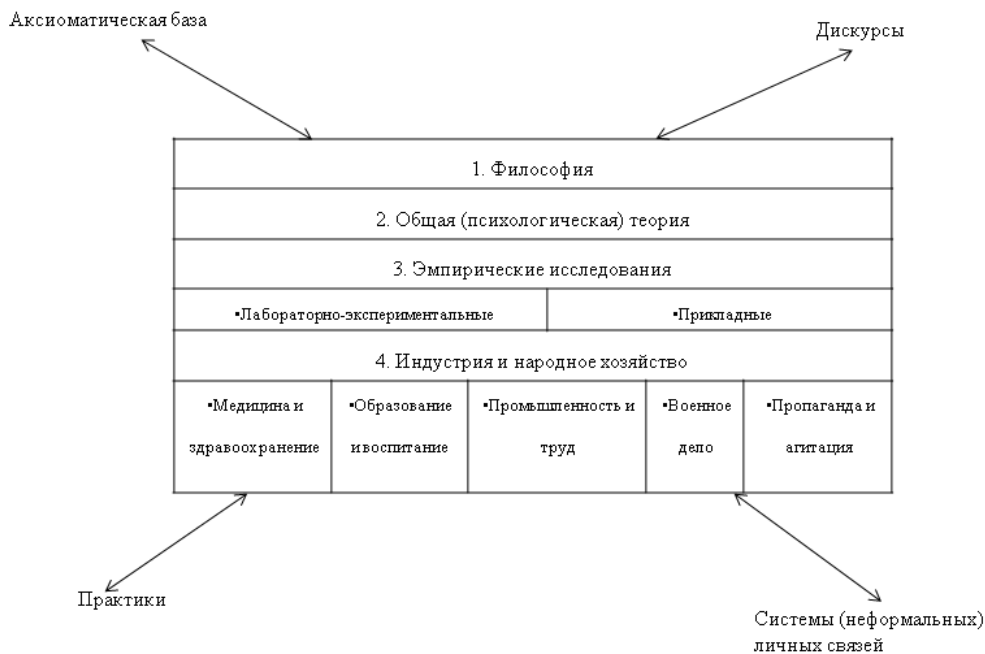 Аксиоматическая база
Дискурсы
1. Философия
2. Общая (психологическая) теория
3. Эмпирические исследования
▪Лабораторно-экспериментальные
▪Прикладные
4. Индустрия и народное хозяйство
▪Медицина и
здравоохранение
▪Образование
и воспитание
▪Промышленность и
труд
▪Военное
дело
▪Пропаганда и
агитация
Практики
Системы (неформальных)
личных связей